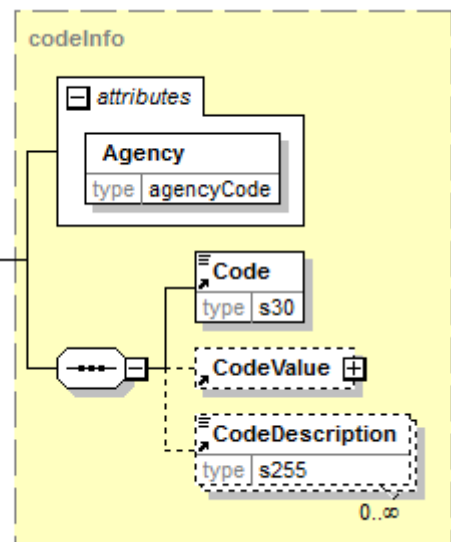 codeInfo
attributes
Agency
type agencyCode
Code
type s30
CodeValue
CodeDescription
type s255
0..∞